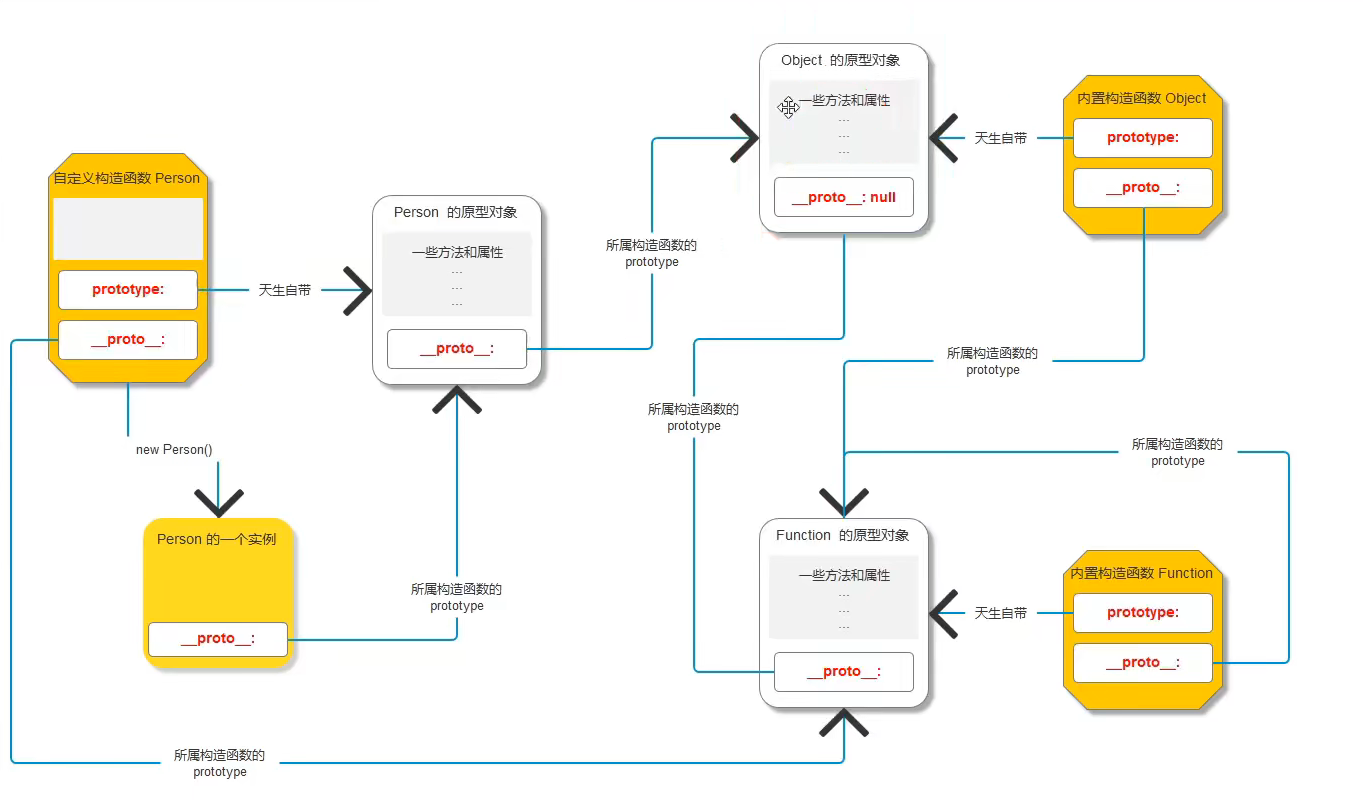 Object 的原型对象
一些方法和属性
...
...
...
__proto__: null
天生自带
内置构造函数 Object
prototype:
__proto__:
自定义构造函数 Person
prototype:
__proto__:
天生自带
Person 的原型对象
一些方法和属性
...
...
...
__proto__:
所属构造函数的
prototype
所属构造函数的
prototype
所属构造函数的
prototype
new Person()
Person 的一个实例
__proto__:
所属构造函数的
prototype
所属构造函数的
prototype
Function 的原型对象
一些方法和属性
...
...
...
__proto__:
天生自带
内置构造函数 Function
prototype:
__proto__:
所属构造函数的
prototype